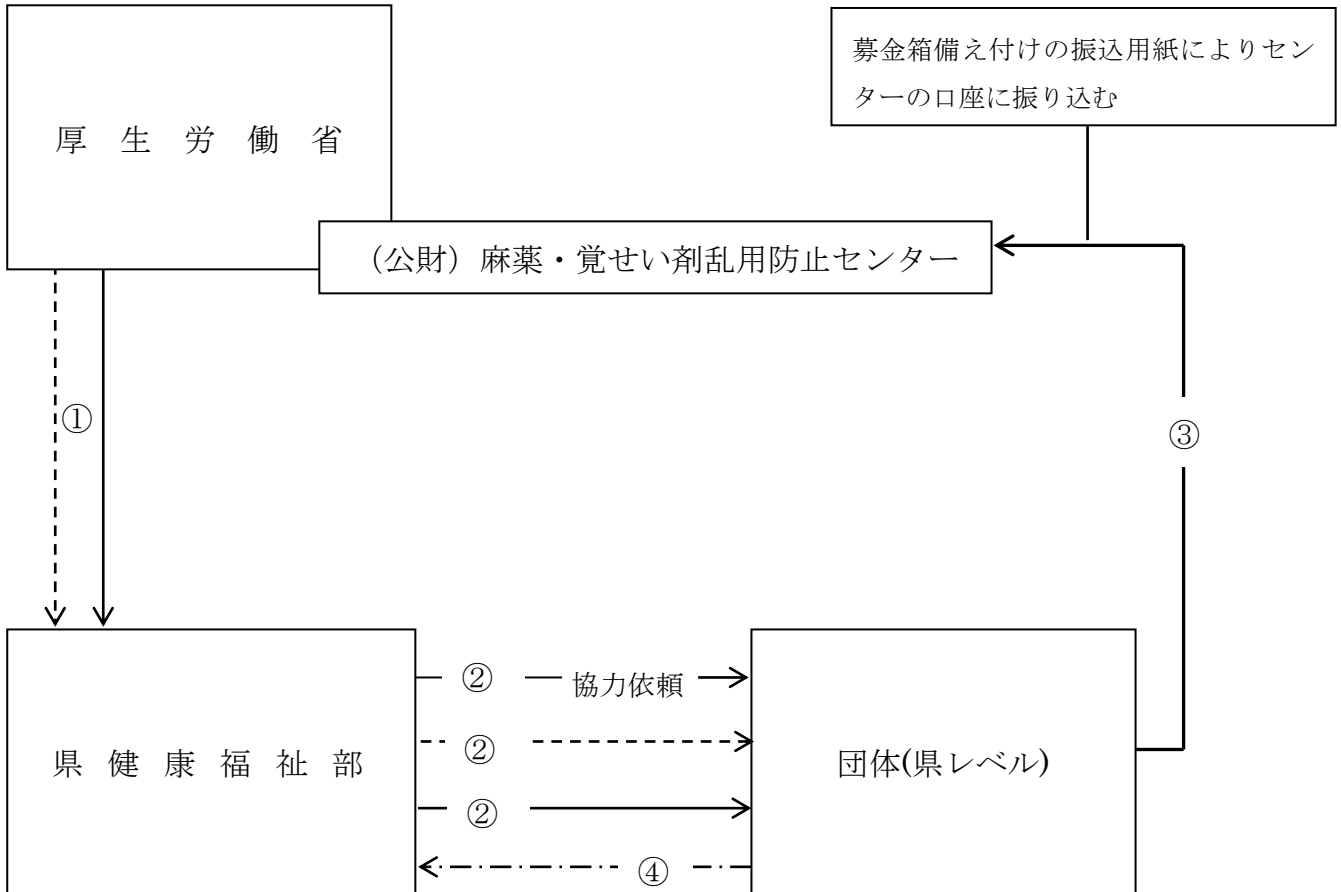 募金箱備え付けの振込用紙によりセン
ターの口座に振り込む
厚生労働省
（公財）麻薬・覚せい剤乱用防止センター
①
③
② 協力依頼
②
県健康福祉部
団体(県レベル)
②
④